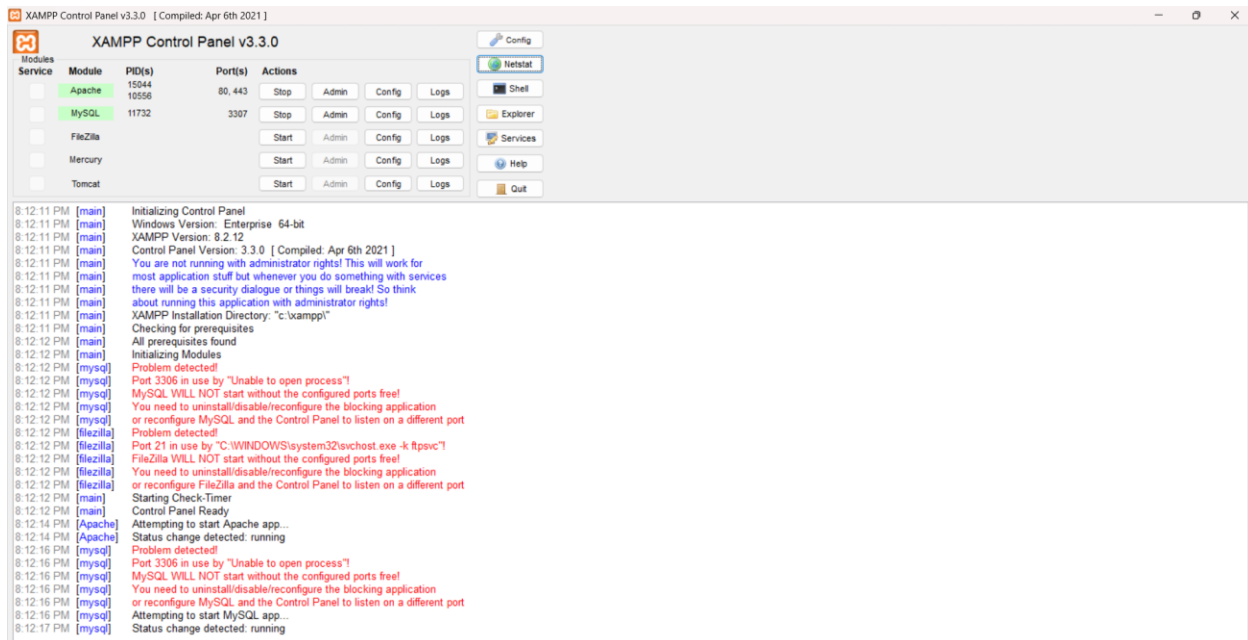 XAMPP Control Panel v3.3.0 [ Compiled: Apr 6th 2021 ]
XAMPP Control Panel v3.3.0
Config
Modules
Service Module PID(s) Port(s) Actions
Netstat
Apache 15044 10556 80, 443 Stop Admin Config Logs
Shell
MySQL 11732 3307 Stop Admin Config Logs
Explorer
FileZilla Start Admin Config Logs
Services
Mercury Start Admin Config Logs
Help
Tomcat Start Admin Config Logs
Quit
8:12:11 PM [main] Initializing Control Panel
8:12:11 PM [main] Windows Version: Enterprise 64-bit
8:12:11 PM [main] XAMPP Version: 8.2.12
8:12:11 PM [main] Control Panel Version: 3.3.0 [ Compiled: Apr 6th 2021 ]
8:12:11 PM [main] You are not running with administrator rights! This will work for
8:12:11 PM [main] most application stuff but whenever you do something with services
8:12:11 PM [main] there will be a security dialogue or things will break! So think
8:12:11 PM [main] about running this application with administrator rights!
8:12:11 PM [main] XAMPP Installation Directory: "c:\xampp\"
8:12:11 PM [main] Checking for prerequisites
8:12:12 PM [main] All prerequisites found
8:12:12 PM [main] Initializing Modules
8:12:12 PM [mysql] Problem detected!
8:12:12 PM [mysql] Port 3306 in use by "Unable to open process"!
8:12:12 PM [mysql] MySQL WILL NOT start without the configured ports free!
8:12:12 PM [mysql] You need to uninstall/disable/reconfigure the blocking application
8:12:12 PM [mysql] or reconfigure MySQL and the Control Panel to listen on a different port
8:12:12 PM [filezilla] Problem detected!
8:12:12 PM [filezilla] Port 21 in use by "C:\WINDOWS\system32\svchost.exe -k ftpsvc"!
8:12:12 PM [filezilla] FileZilla WILL NOT start without the configured ports free!
8:12:12 PM [filezilla] You need to uninstall/disable/reconfigure the blocking application
8:12:12 PM [filezilla] or reconfigure FileZilla and the Control Panel to listen on a different port
8:12:12 PM [main] Starting Check-Timer
8:12:12 PM [main] Control Panel Ready
8:12:14 PM [Apache] Attempting to start Apache app...
8:12:14 PM [Apache] Status change detected: running
8:12:16 PM [mysql] Problem detected!
8:12:16 PM [mysql] Port 3306 in use by "Unable to open process"!
8:12:16 PM [mysql] MySQL WILL NOT start without the configured ports free!
8:12:16 PM [mysql] You need to uninstall/disable/reconfigure the blocking application
8:12:16 PM [mysql] or reconfigure MySQL and the Control Panel to listen on a different port
8:12:16 PM [mysql] Attempting to start MySQL app...
8:12:17 PM [mysql] Status change detected: running